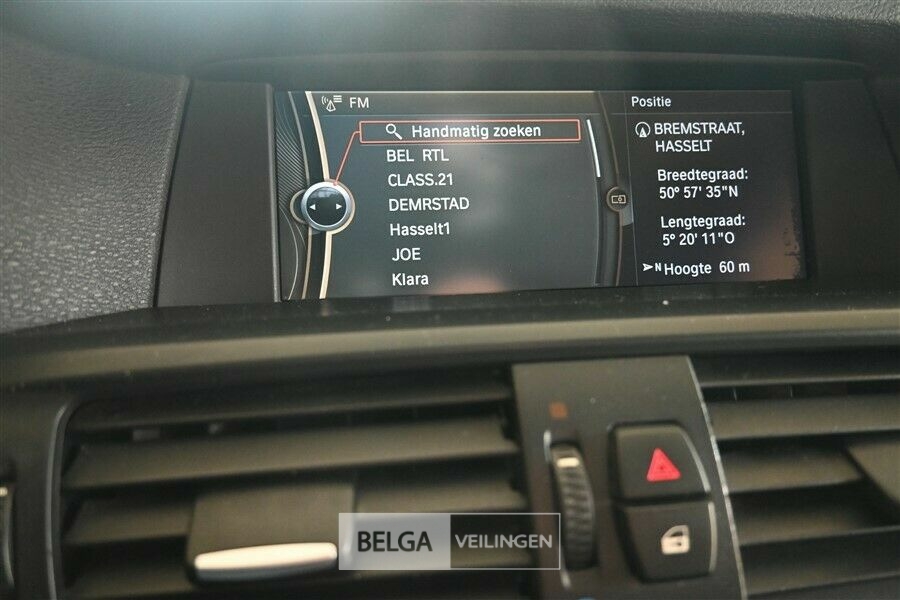 FM
Handmatig zoeken
BEL RTL
CLASS.21
DEMRSTAD
Hasselt1
JOE
Klara
Positie
BREMSTRAAT,
HASSELT
Breedtegraad:
50° 57' 35"N
Lengtegraad:
5° 20' 11"O
N Hoogte 60 m
BELGA VEILINGEN